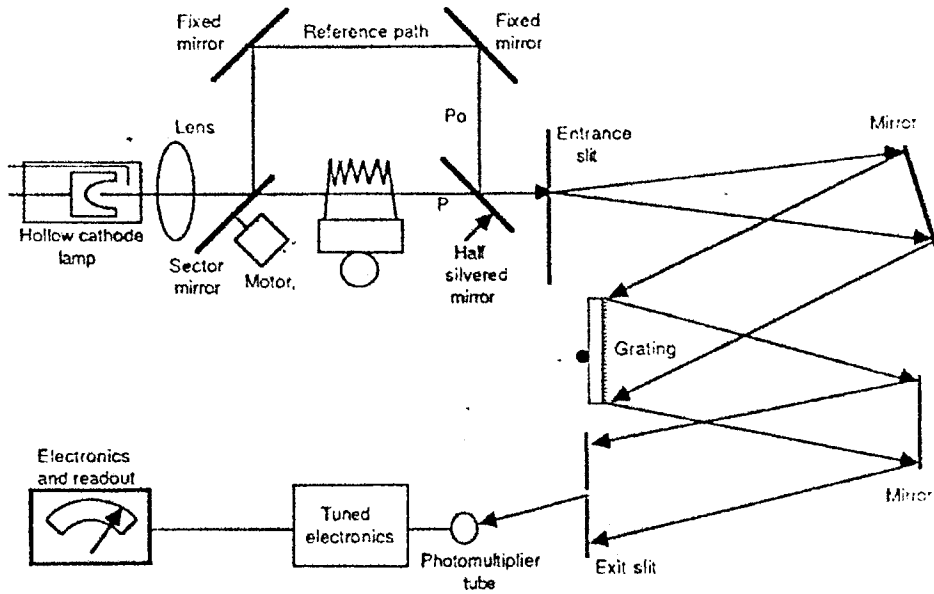 Fixed
mirror
Reference path
Fixed
mirror
Lens
Po
Entrance
slit
Mirror
P
Hollow cathode
lamp
Sector
mirror
Motor,
Half
silvered
mirror
Grating
Electronics
and readout
Tuned
electronics
Photomultiplier
tube
Exit slit
Mirror